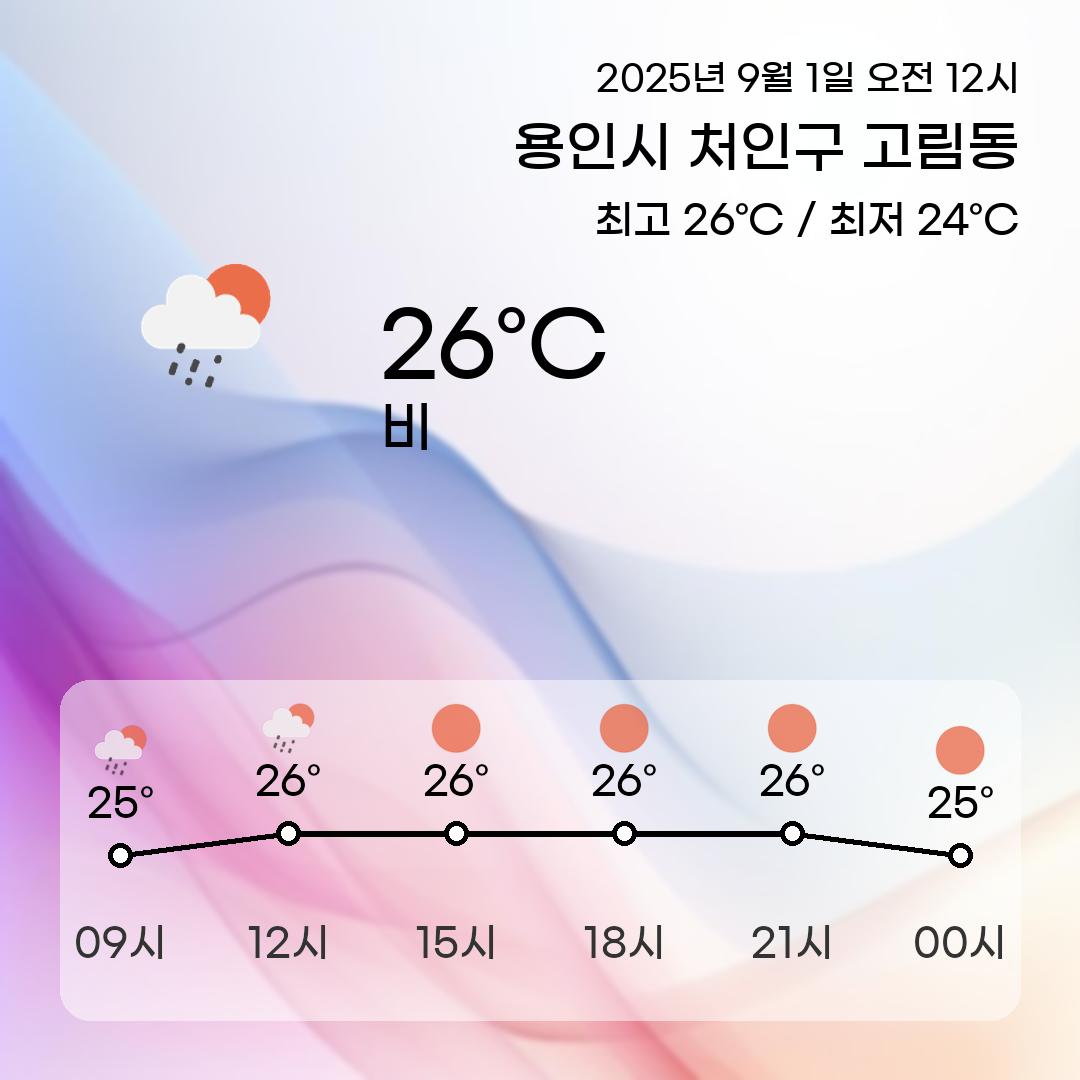 2025년 9월 1일 오전 12시
용인시 처인구 고림동
최고 26℃ / 최저 24℃
26℃
비
25° 26° 26° 26° 26° 25°
09시 12시 15시 18시 21시 00시